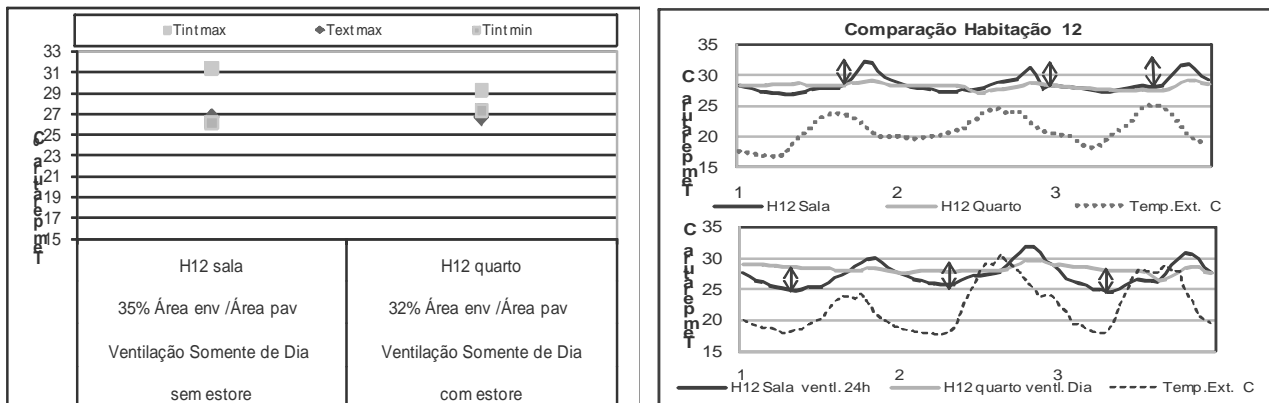 Tint max Text max Tint min
33
31
29
27
25
23
21
19
17
15
Temperatura C
H12 sala H12 quarto
35% Área env /Área pav 32% Área env /Área pav
Ventilação Somente de Dia Ventilação Somente de Dia
sem estore com estore
Comparação Habitação 12
35
30
25
20
15
Temperatura C
1 2 3
H12 Sala H12 Quarto Temp.Ext. C
35
30
25
20
15
Temperatura C
1 2 3
H12 Sala ventl. 24h H12 quarto ventl. Dia Temp.Ext. C